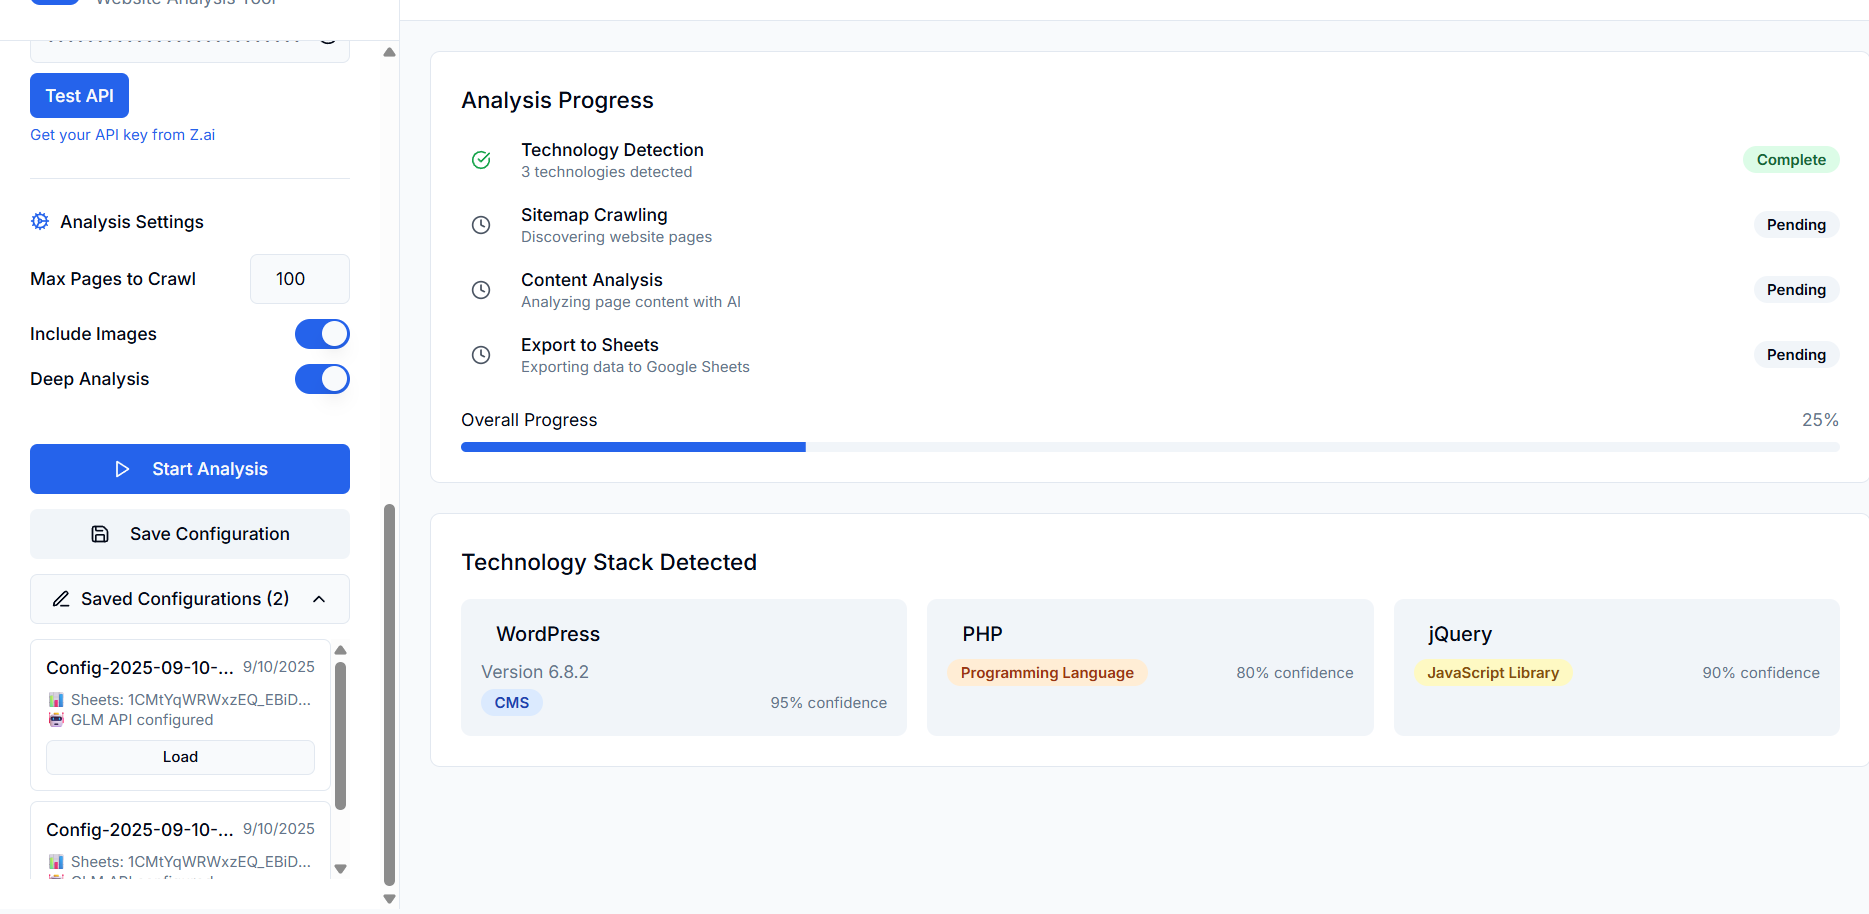 Website Analysis Tool
Test API
Get your API key from Z.ai
Analysis Settings
Max Pages to Crawl
100
Include Images
Deep Analysis
Start Analysis
Save Configuration
Saved Configurations (2)
Config-2025-09-10-...
9/10/2025
Sheets: 1CMtYqWRWxzEQ_EBiD...
GLM API configured
Load
Config-2025-09-10-...
9/10/2025
Sheets: 1CMtYqWRWxzEQ_EBiD...
Analysis Progress
Technology Detection
3 technologies detected
Complete
Sitemap Crawling
Discovering website pages
Pending
Content Analysis
Analyzing page content with AI
Pending
Export to Sheets
Exporting data to Google Sheets
Pending
Overall Progress
25%
Technology Stack Detected
WordPress
Version 6.8.2
CMS
95% confidence
PHP
Programming Language
80% confidence
jQuery
JavaScript Library
90% confidence